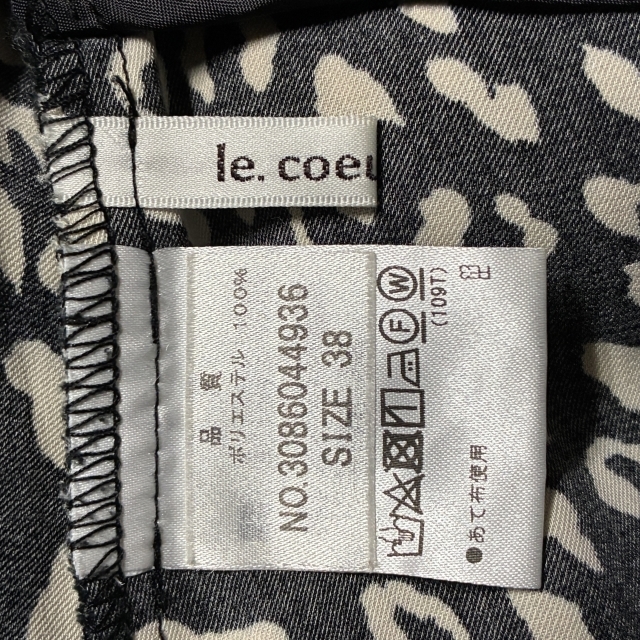 le. coeu
品質
ポリエステル 100%
NO.3086044936
SIZE 38
F W
(109T)
●あて布使用